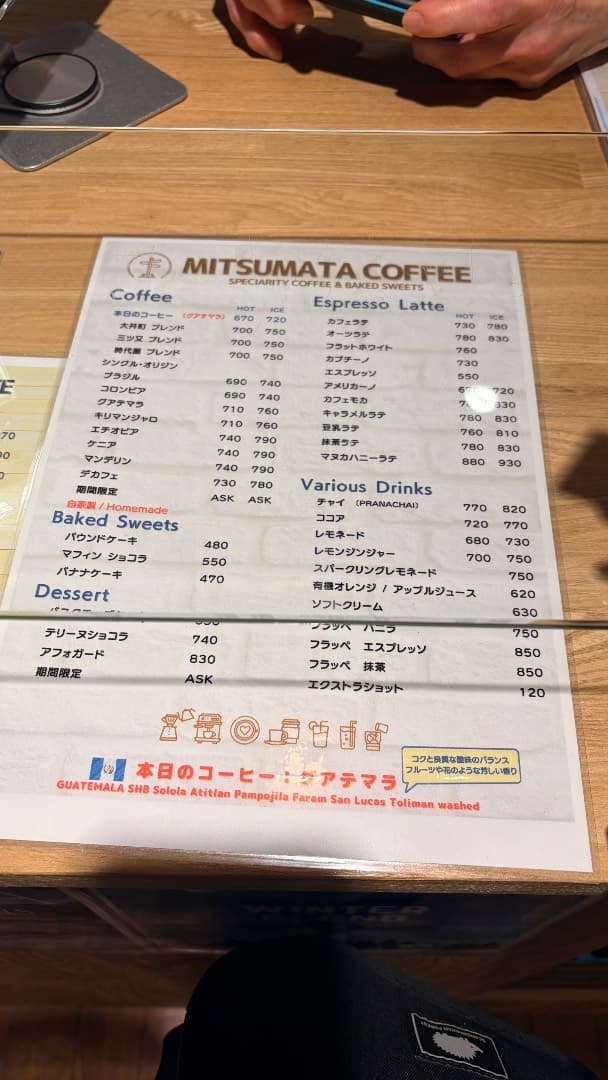 MITSUMATA COFFEE
SPECIARITY COFFEE & BAKED SWEETS
Coffee
HOT ICE
本日のコーヒー (グアテマラ) 670 720
大井町 ブレンド 700 750
三ツ又 ブレンド 700 750
時代屋 ブレンド 700 750
シングル・オリジン
ブラジル 690 740
コロンビア 690 740
グアテマラ 710 760
キリマンジャロ 710 760
エチオピア 740 790
ケニア 740 790
マンデリン 740 790
デカフェ 730 780
期間限定 ASK ASK
自家製 / Homemade
Baked Sweets
パウンドケーキ 480
マフィン ショコラ 550
バナナケーキ 470
Dessert
テリーヌショコラ 740
アフォガード 830
期間限定 ASK
Espresso Latte
HOT ICE
カフェラテ 730 780
オーツラテ 780 830
フラットホワイト 760
カプチーノ 730
エスプレッソ 550
アメリカーノ 720
カフェモカ 830
キャラメルラテ 780 830
豆乳ラテ 760 810
抹茶ラテ 780 830
マヌカハニーラテ 880 930
Various Drinks
チャイ (PRANACHAI) 770 820
ココア 720 770
レモネード 680 730
レモンジンジャー 700 750
スパークリングレモネード 750
有機オレンジ / アップルジュース 620
ソフトクリーム 630
フラッペ バニラ 750
フラッペ エスプレッソ 850
フラッペ 抹茶 850
エクストラショット 120
本日のコーヒー：グアテマラ
GUATEMALA SHB Solola Atitlan Pampojila Faram San Lucas Toliman washed
コクと良質な酸味のバランス
フルーツや花のような芳しい香り
WINTER